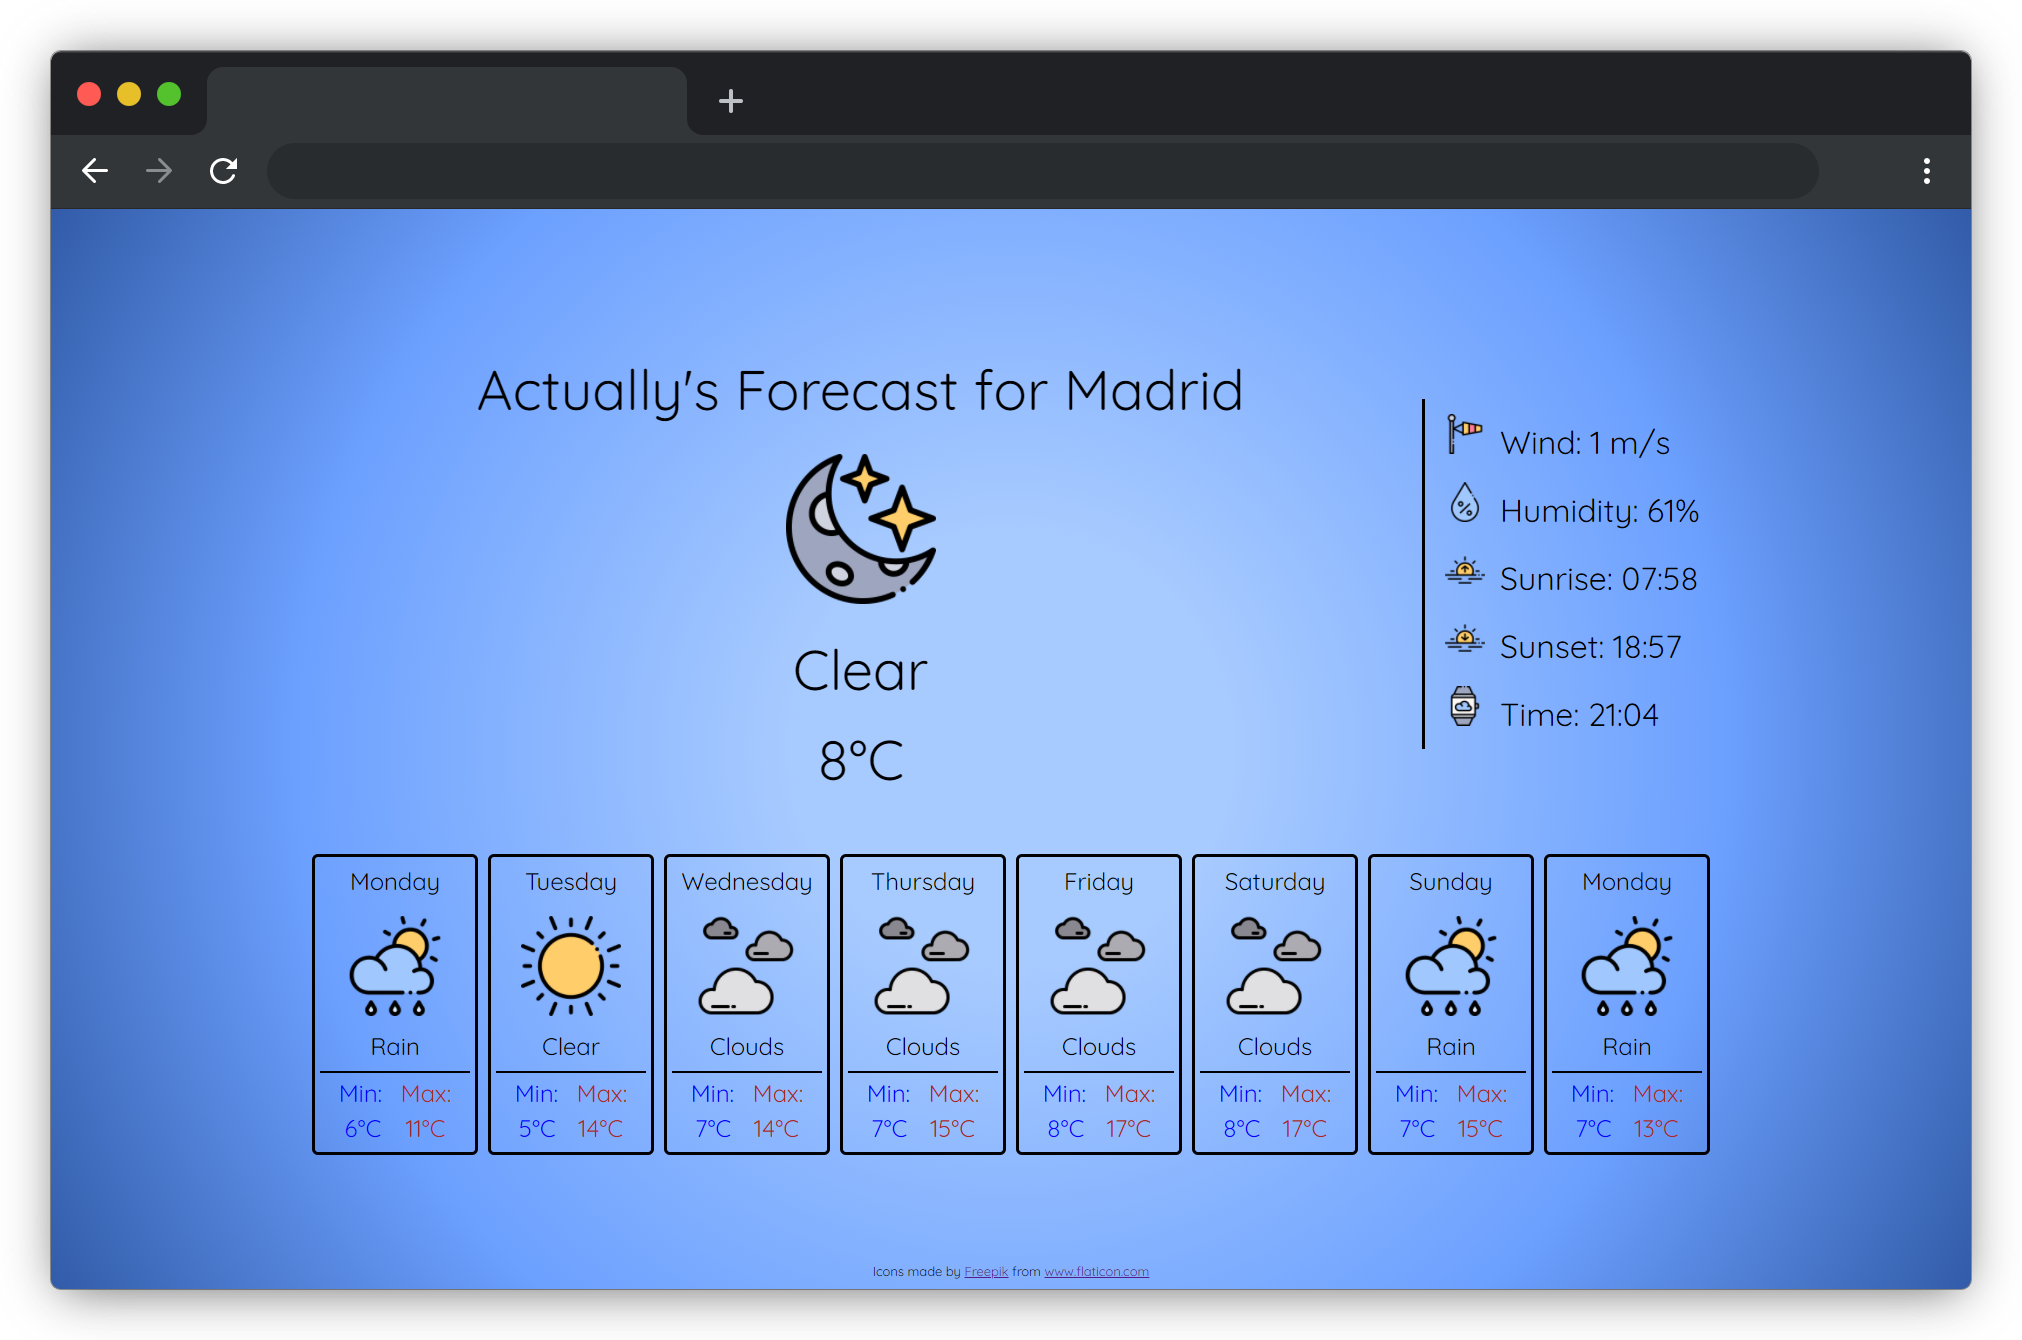 Actually's Forecast for Madrid
Clear
8°C
Wind: 1 m/s
Humidity: 61%
Sunrise: 07:58
Sunset: 18:57
Time: 21:04
Monday
Rain
Min: Max:
6°C 11°C
Tuesday
Clear
Min: Max:
5°C 14°C
Wednesday
Clouds
Min: Max:
7°C 14°C
Thursday
Clouds
Min: Max:
7°C 15°C
Friday
Clouds
Min: Max:
8°C 17°C
Saturday
Clouds
Min: Max:
8°C 17°C
Sunday
Rain
Min: Max:
7°C 15°C
Monday
Rain
Min: Max:
7°C 13°C
Icons made by Freepik from www.flaticon.com